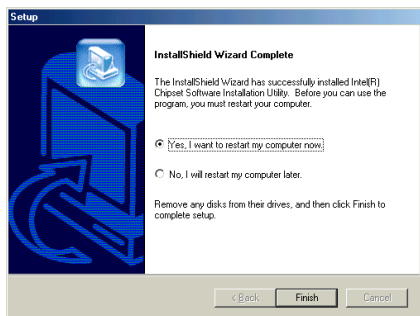 Setup
InstallShield Wizard Complete
The InstallShield Wizard has successfully installed Intel(R)
Chipset Software Installation Utility. Before you can use the
program, you must restart your computer.
Yes, I want to restart my computer now.
No, I will restart my computer later.
Remove any disks from their drives, and then click Finish to
complete setup.
< Back Finish Cancel